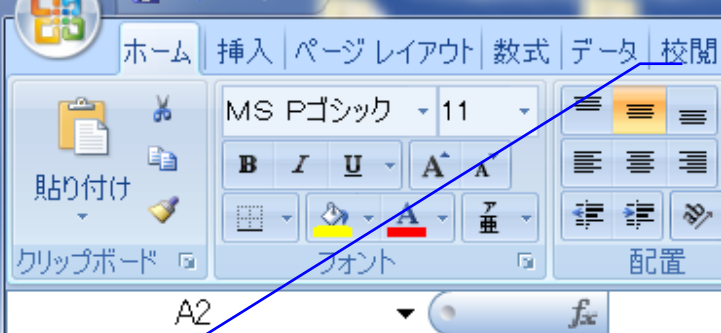 ホーム 挿入 ページ レイアウト 数式 データ 校閲
MS Pゴシック 11
B I U A A
貼り付け
A ア亜
クリップボード フォント 配置
A2 fx